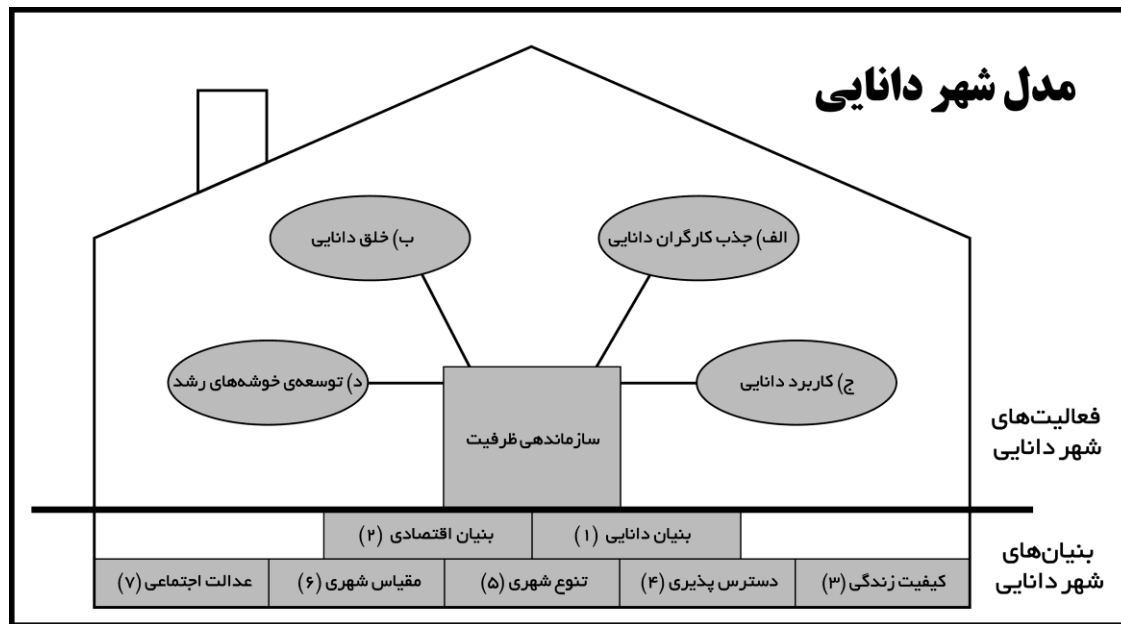 مدل شهر دانایی
الف) جذب کارگران دانایی
ب) خلق دانایی
ج) کاربرد دانایی
د) توسعه‌ی خوشه‌های رشد
سازماندهی ظرفیت
فعالیت‌های
شهر دانایی
بنیان دانایی (۱)
بنیان اقتصادی (۲)
بنیان‌های
شهر دانایی
کیفیت زندگی (۳)
دسترس پذیری (۴)
تنوع شهری (۵)
مقیاس شهری (۶)
عدالت اجتماعی (۷)